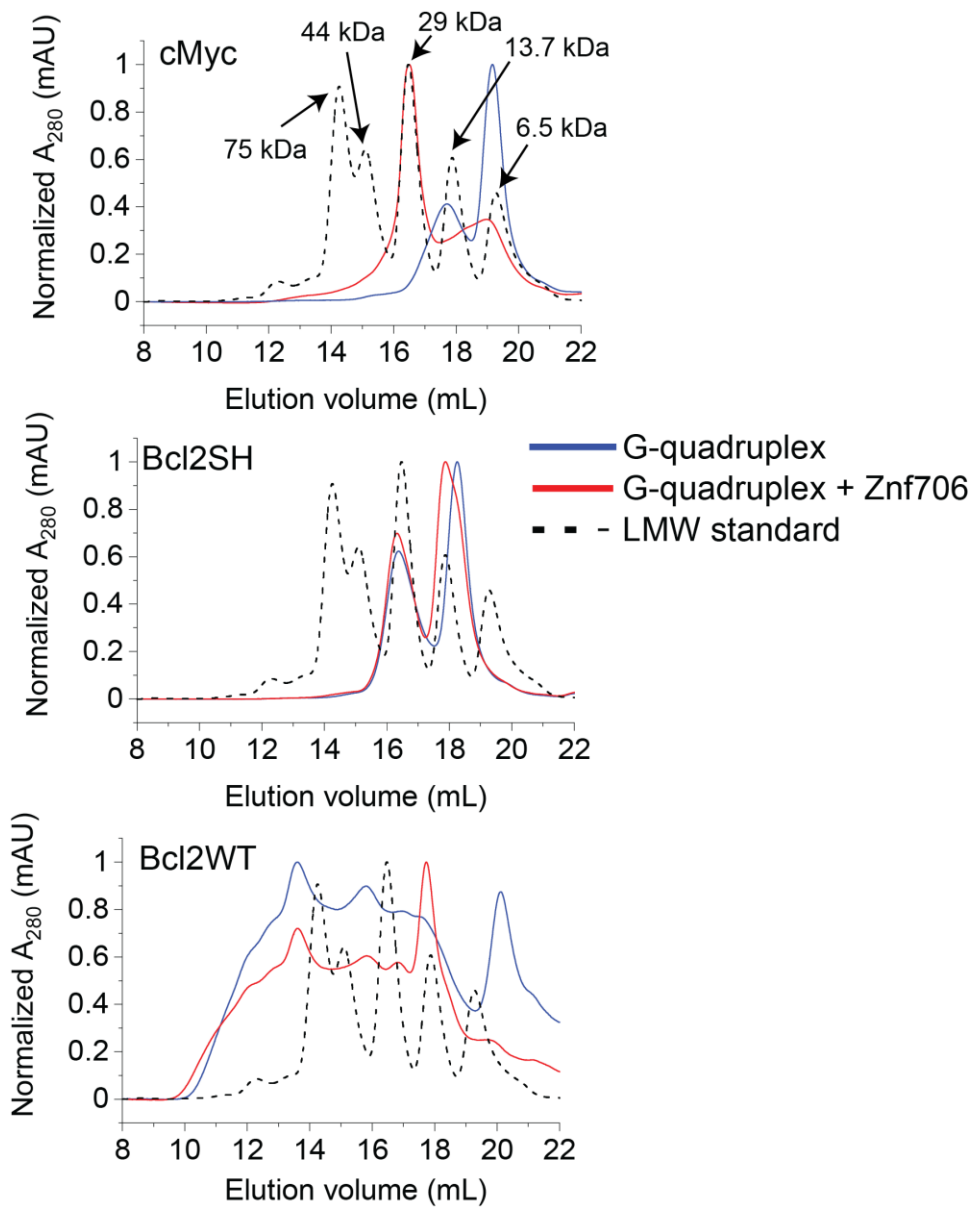 cMyc
44 kDa
29 kDa
13.7 kDa
75 kDa
6.5 kDa
Normalized A280 (mAU)
1
0.8
0.6
0.4
0.2
0
8 10 12 14 16 18 20 22
Elution volume (mL)
Bcl2SH
Normalized A280 (mAU)
1
0.8
0.6
0.4
0.2
0
8 10 12 14 16 18 20 22
Elution volume (mL)
G-quadruplex
G-quadruplex + Znf706
LMW standard
Bcl2WT
Normalized A280 (mAU)
1
0.8
0.6
0.4
0.2
0
8 10 12 14 16 18 20 22
Elution volume (mL)